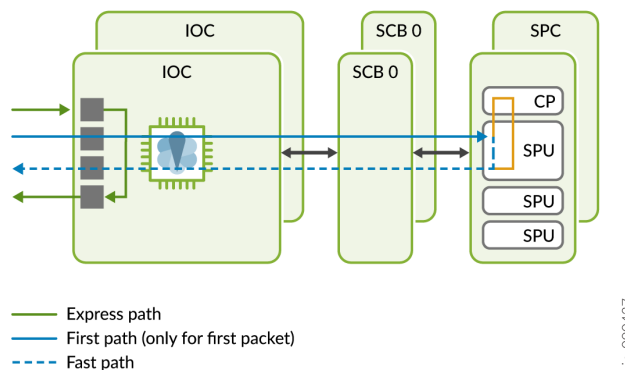 IOC
SCB 0
SPC
IOC
SCB 0
CP
SPU
SPU
SPU
Express path
First path (only for first packet)
Fast path